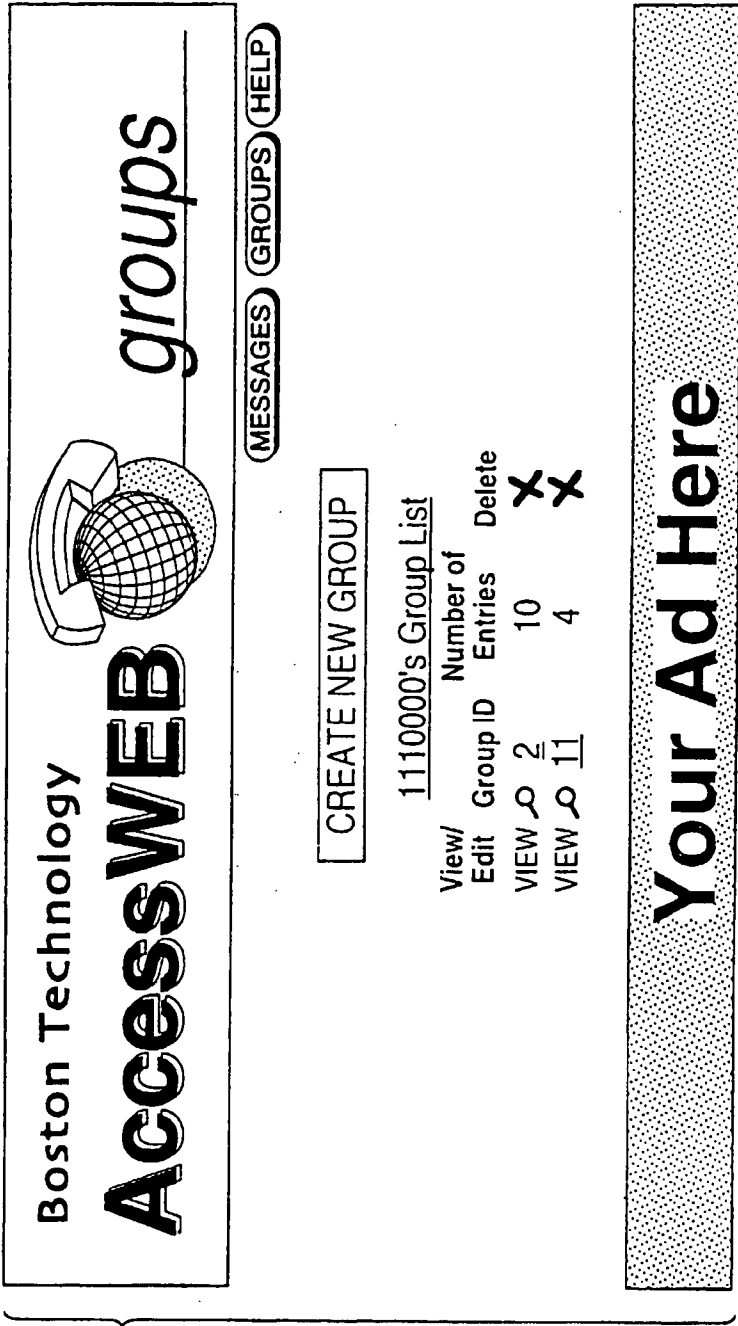 Boston Technology
AccessWEB groups
MESSAGES GROUPS HELP
CREATE NEW GROUP
1110000's Group List
View/ Number of
Edit Group ID Entries Delete
VIEW 2 10 X
VIEW 11 4 X
Your Ad Here